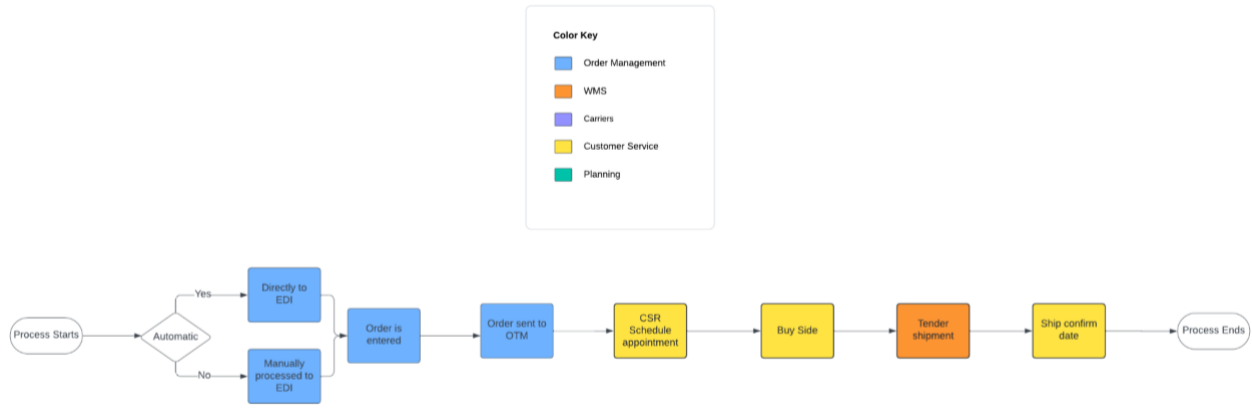 Color Key
Order Management
WMS
Carriers
Customer Service
Planning
Process Starts
Automatic
Yes
No
Directly to
EDI
Manually
processed to
EDI
Order is
entered
Order sent to
OTM
CSR
Schedule
appointment
Buy Side
Tender
shipment
Ship confirm
date
Process Ends